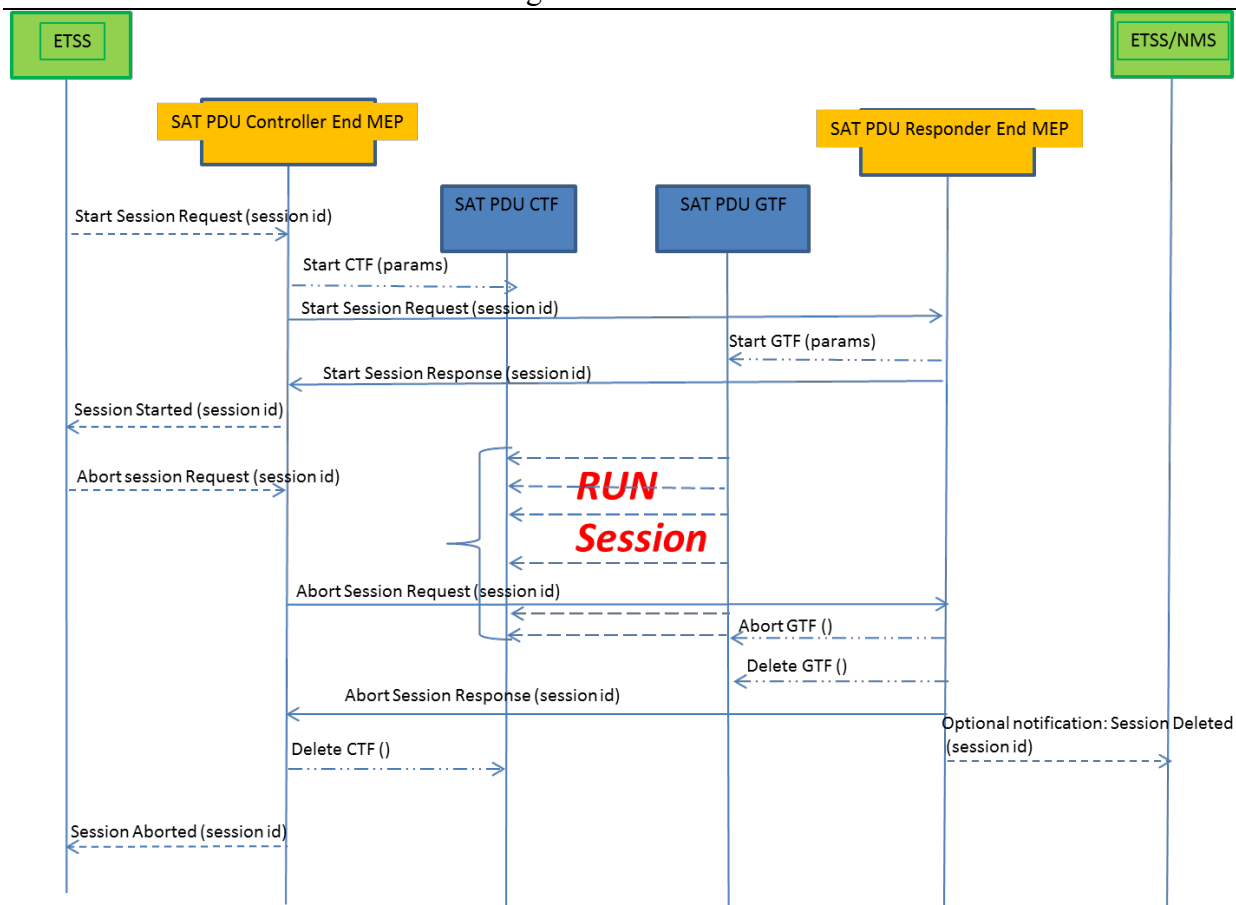 ETSS
ETSS/NMS
SAT PDU Controller End MEP
SAT PDU Responder End MEP
SAT PDU CTF
SAT PDU GTF
Start Session Request (session id)
Start CTF (params)
Start Session Request (session id)
Start GTF (params)
Start Session Response (session id)
Session Started (session id)
Abort session Request (session id)
RUN
Session
Abort Session Request (session id)
Abort GTF ()
Delete GTF ()
Abort Session Response (session id)
Optional notification: Session Deleted
(session id)
Delete CTF ()
Session Aborted (session id)